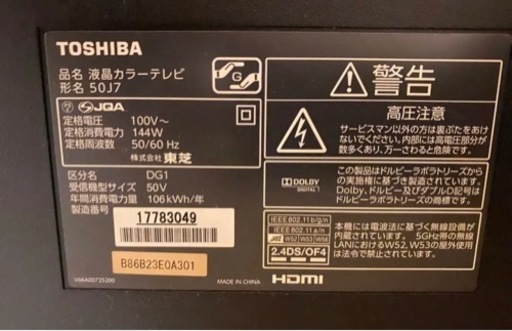 TOSHIBA
品名 液晶カラーテレビ
形名 50J7
JQA
定格電圧 100V～
定格消費電力 144W
定格周波数 50/60 Hz
株式会社 東芝
区分名 DG1
受信機型サイズ 50V
年間消費電力量 106kWh/年
製造番号
17783049
B86B23E0A301
V66A00725200
MADE IN CHINA
G
警告
高圧注意
サービスマン以外の方は裏ぶたをあけ
ないでください。内部には高電圧部分が
数多くあり、万一さわると危険です。
DOLBY
DIGITAL
この製品はドルビーラボラトリーズから
の実施権に基づき製造されています。
Dolby、ドルビー及びダブルD記号は
ドルビーラボラトリーズの商標です。
IEEE802.11b/g/n
IEEE802.11a/n
W52 W53 W56
2.4DS/OF4
本機には電波法に基づく無線設備が
内蔵されています。 5GHz帯の無線
LANにおけるW52、W53の屋外使用
は法令で禁止されています。
HDMI